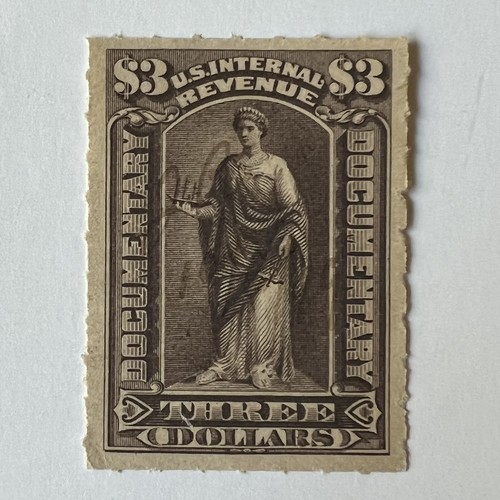 $3 U.S. INTERNAL $3
REVENUE
DOCUMENTARY
DOCUMENTARY
THREE
DOLLARS